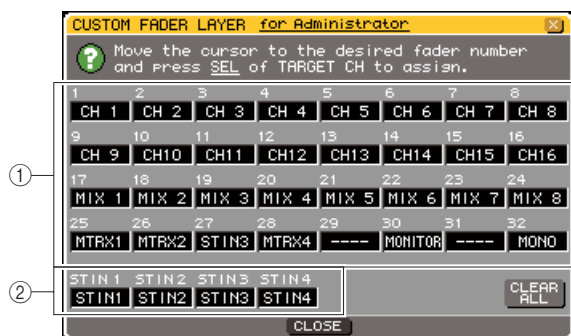 CUSTOM FADER LAYER for Administrator X
? Move the cursor to the desired fader number
and press SEL of TARGET CH to assign.
1 2 3 4 5 6 7 8
CH 1 CH 2 CH 3 CH 4 CH 5 CH 6 CH 7 CH 8
9 10 11 12 13 14 15 16
CH 9 CH10 CH11 CH12 CH13 CH14 CH15 CH16
① 17 18 19 20 21 22 23 24
MIX 1 MIX 2 MIX 3 MIX 4 MIX 5 MIX 6 MIX 7 MIX 8
25 26 27 28 29 30 31 32
MTRX1 MTRX2 STIN3 MTRX4 ---- MONITOR ---- MONO
② STIN1 STIN2 STIN3 STIN4
STIN1 STIN2 STIN3 STIN4
CLEAR
ALL
CLOSE